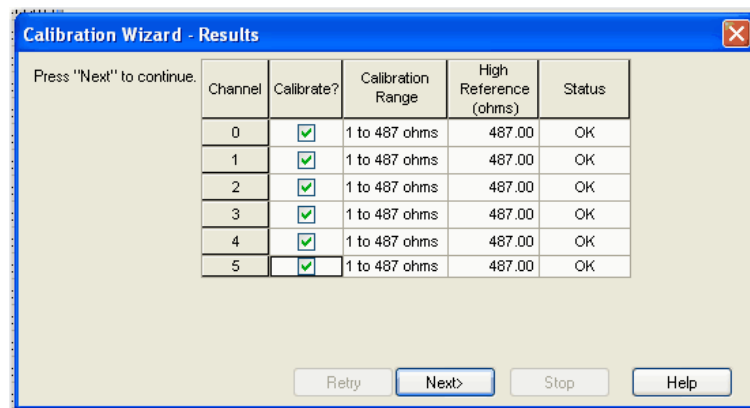 Calibration Wizard - Results
Press "Next" to continue.
Channel Calibrate? Calibration Range High Reference (ohms) Status
0 1 to 487 ohms 487.00 OK
1 1 to 487 ohms 487.00 OK
2 1 to 487 ohms 487.00 OK
3 1 to 487 ohms 487.00 OK
4 1 to 487 ohms 487.00 OK
5 1 to 487 ohms 487.00 OK
Retry Next> Stop Help